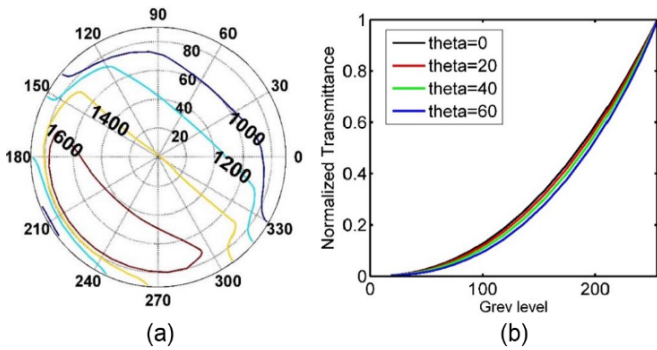 (a)
90
120
60
150
30
180
0
210
330
240
300
270
80
60
40
20
1000
1200
1400
1600
(b)
Normalized Transmittance
1
0.8
0.6
0.4
0.2
0
theta=0
theta=20
theta=40
theta=60
0
100
200
Grev level
(a)
(b)